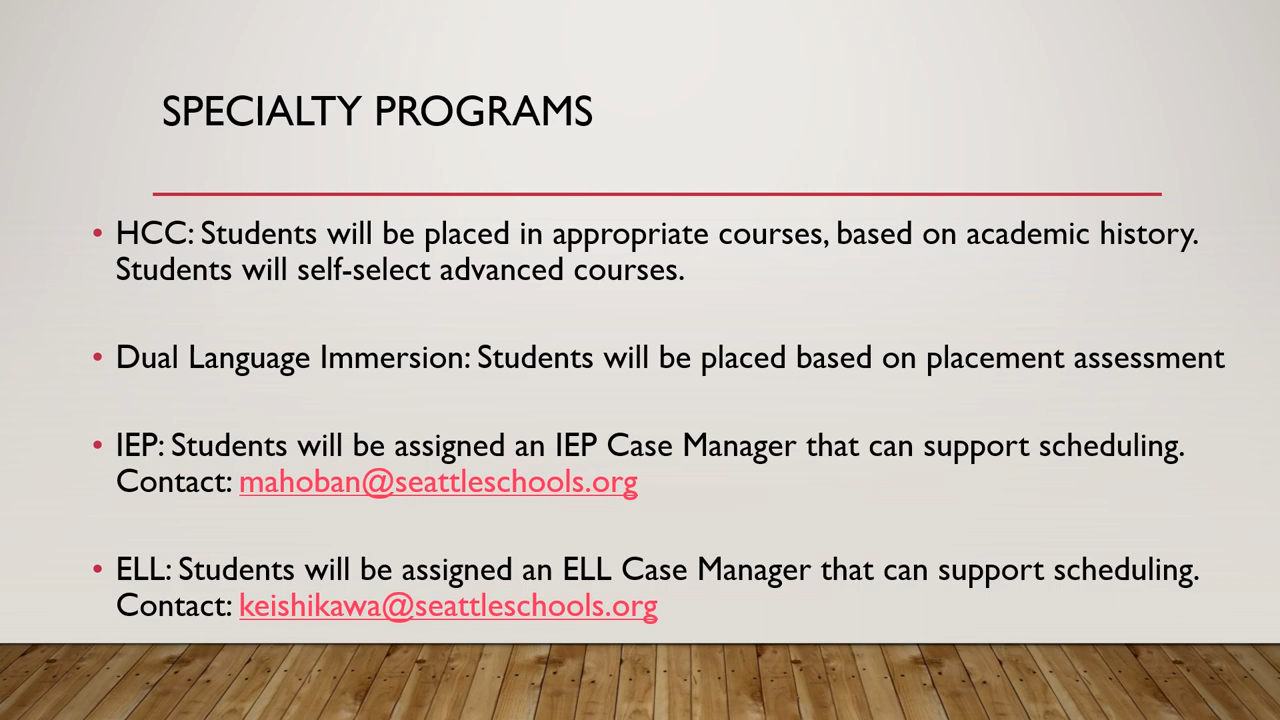 SPECIALTY PROGRAMS
• HCC: Students will be placed in appropriate courses, based on academic history.
Students will self-select advanced courses.
• Dual Language Immersion: Students will be placed based on placement assessment
• IEP: Students will be assigned an IEP Case Manager that can support scheduling.
Contact: mahoban@seattleschools.org
• ELL: Students will be assigned an ELL Case Manager that can support scheduling.
Contact: keishikawa@seattleschools.org